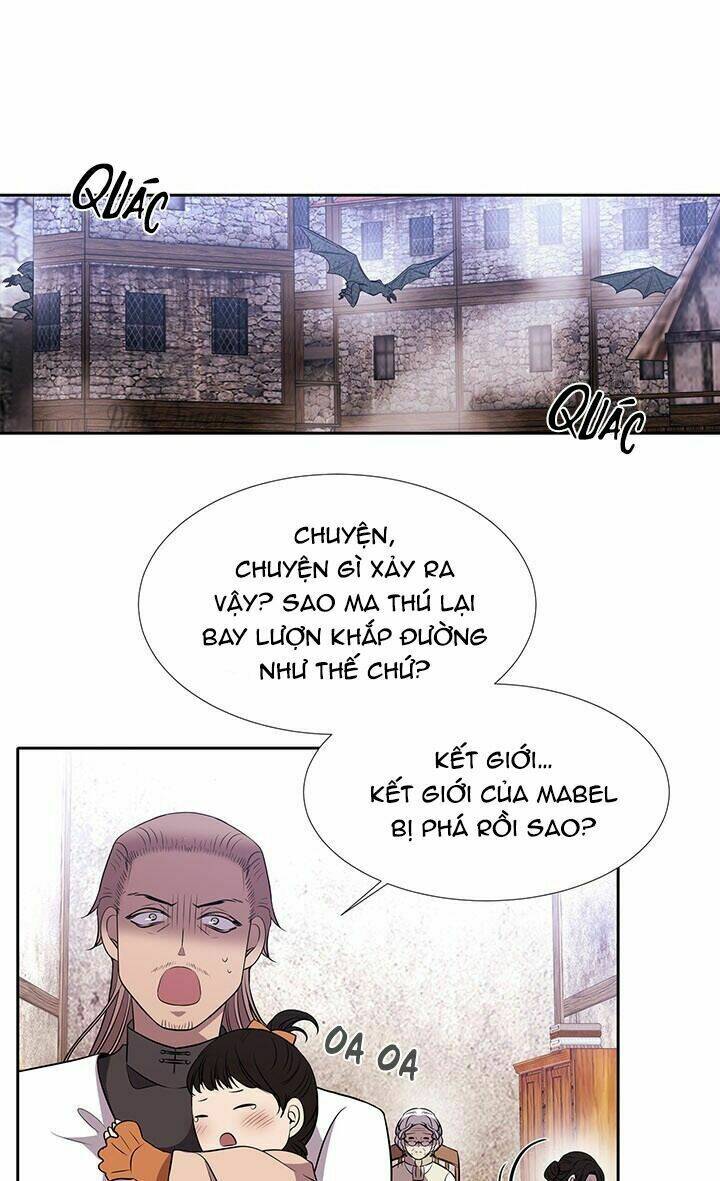 QUÁC
QUÁC
CHUYỆN,
CHUYỆN GÌ XẢY RA
VẬY? SAO MA THÚ LẠI
BAY LƯỢN KHẮP ĐƯỜNG
NHƯ THẾ CHỨ?
KẾT GIỚI...
KẾT GIỚI CỦA MABEL
BỊ PHÁ RỒI SAO?
OA OA